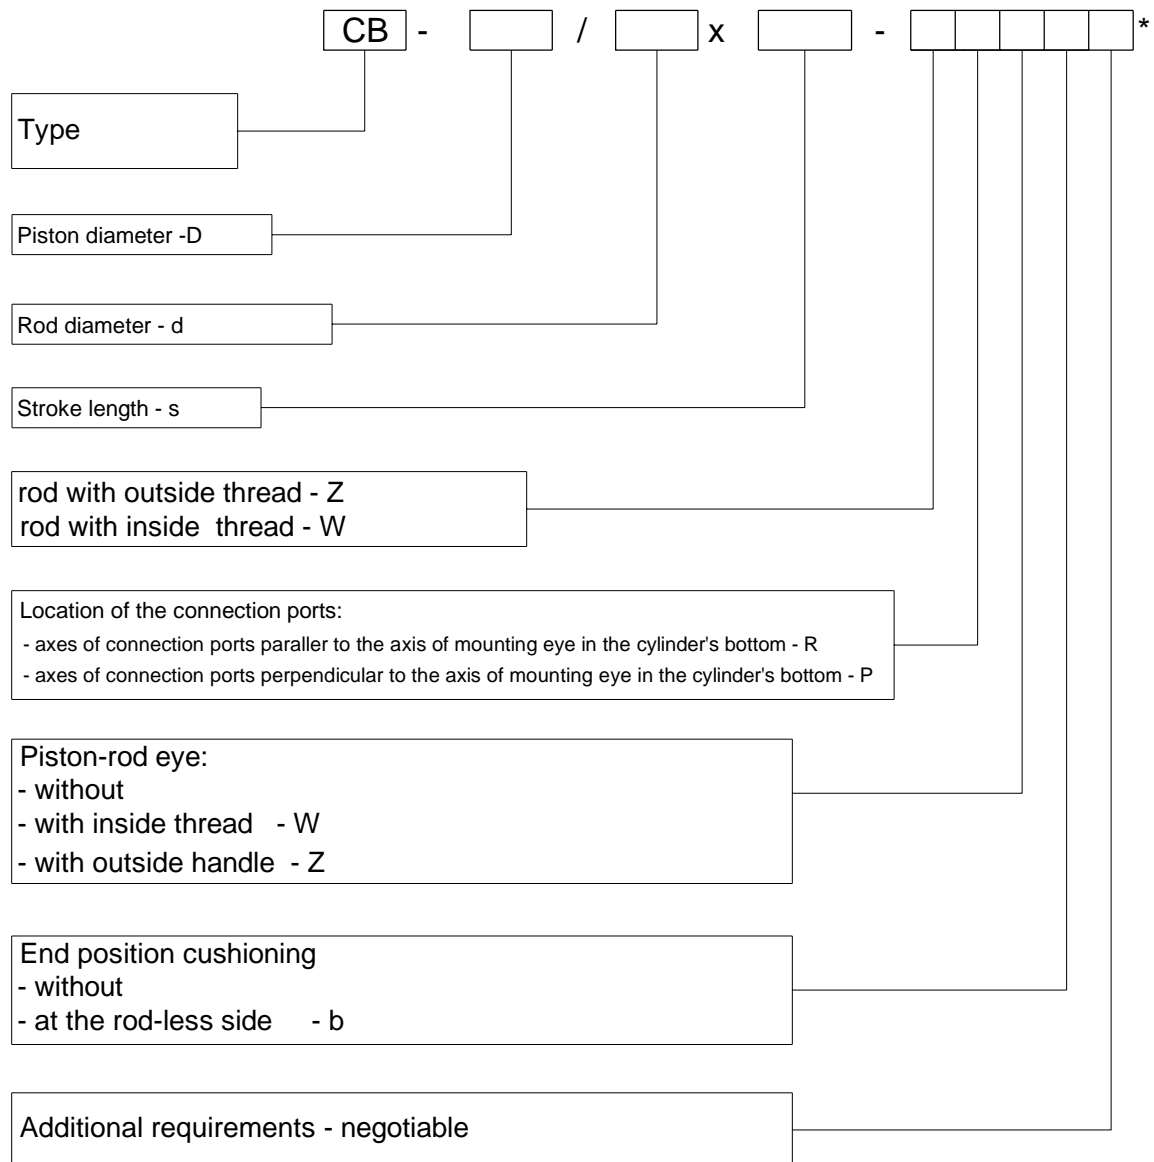 CB - / x - *
Type
Piston diameter -D
Rod diameter - d
Stroke length - s
rod with outside thread - Z
rod with inside thread - W
Location of the connection ports:
- axes of connection ports paraller to the axis of mounting eye in the cylinder's bottom - R
- axes of connection ports perpendicular to the axis of mounting eye in the cylinder's bottom - P
Piston-rod eye:
- without
- with inside thread - W
- with outside handle - Z
End position cushioning
- without
- at the rod-less side - b
Additional requirements - negotiable